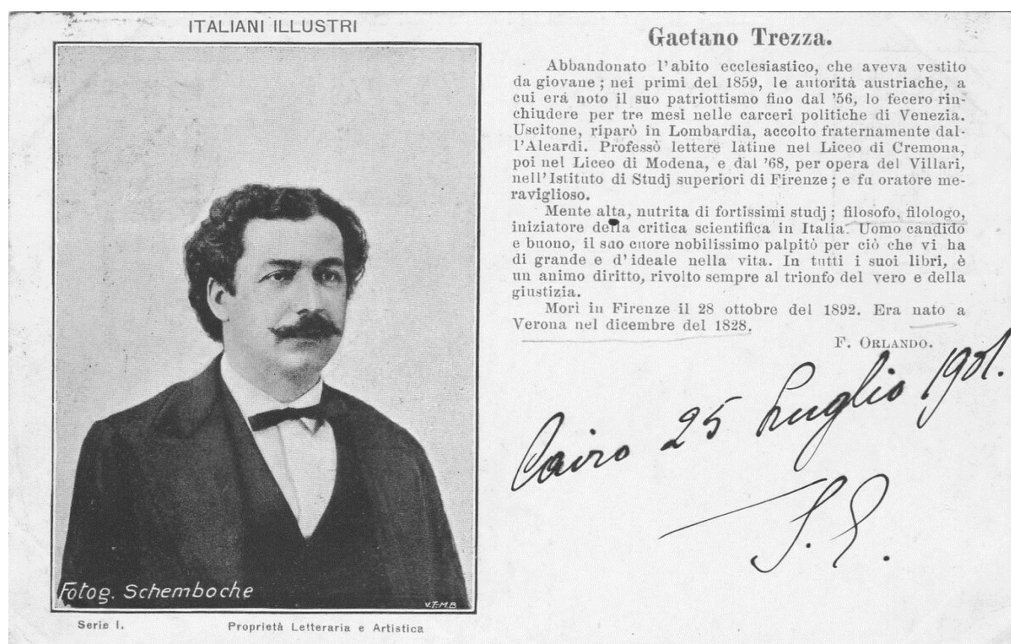 ITALIANI ILLUSTRI
Fotog. Schemboche
V.T-M.B
Serie I.
Proprietà Letteraria e Artistica
Gaetano Trezza.
Abbandonato l'abito ecclesiastico, che aveva vestito
da giovane; nei primi del 1859, le autorità austriache, a
cui era noto il suo patriottismo fino dal '56, lo fecero rin-
chiudere per tre mesi nelle carceri politiche di Venezia.
Uscitone, riparò in Lombardia, accolto fraternamente dal-
l'Aleardi. Professò lettere latine nel Liceo di Cremona,
poi nel Liceo di Modena, e dal '68, per opera del Villari,
nell'Istituto di Studj superiori di Firenze; e fu oratore me-
raviglioso.
Mente alta, nutrita di fortissimi studj; filosofo, filologo,
iniziatore della critica scientifica in Italia. Uomo candido
e buono, il suo cuore nobilissimo palpitò per ciò che vi ha
di grande e d'ideale nella vita. In tutti i suoi libri, è
un animo diritto, rivolto sempre al trionfo del vero e della
giustizia.
Morì in Firenze il 28 ottobre del 1892. Era nato a
Verona nel dicembre del 1828.
F. ORLANDO.
Cairo 25 Luglio 1901.